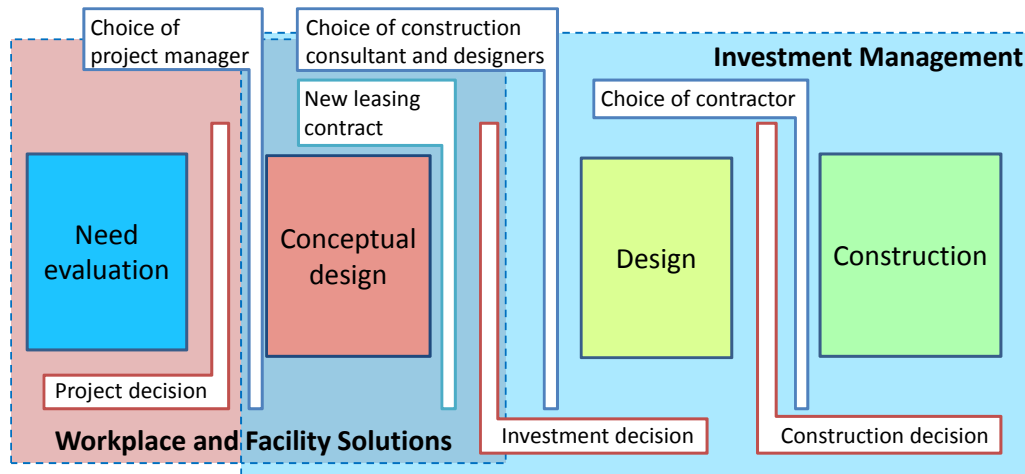 Choice of
project manager
Choice of construction
consultant and designers
Investment Management
New leasing
contract
Choice of contractor
Need
evaluation
Conceptual
design
Design
Construction
Project decision
Workplace and Facility Solutions
Investment decision
Construction decision